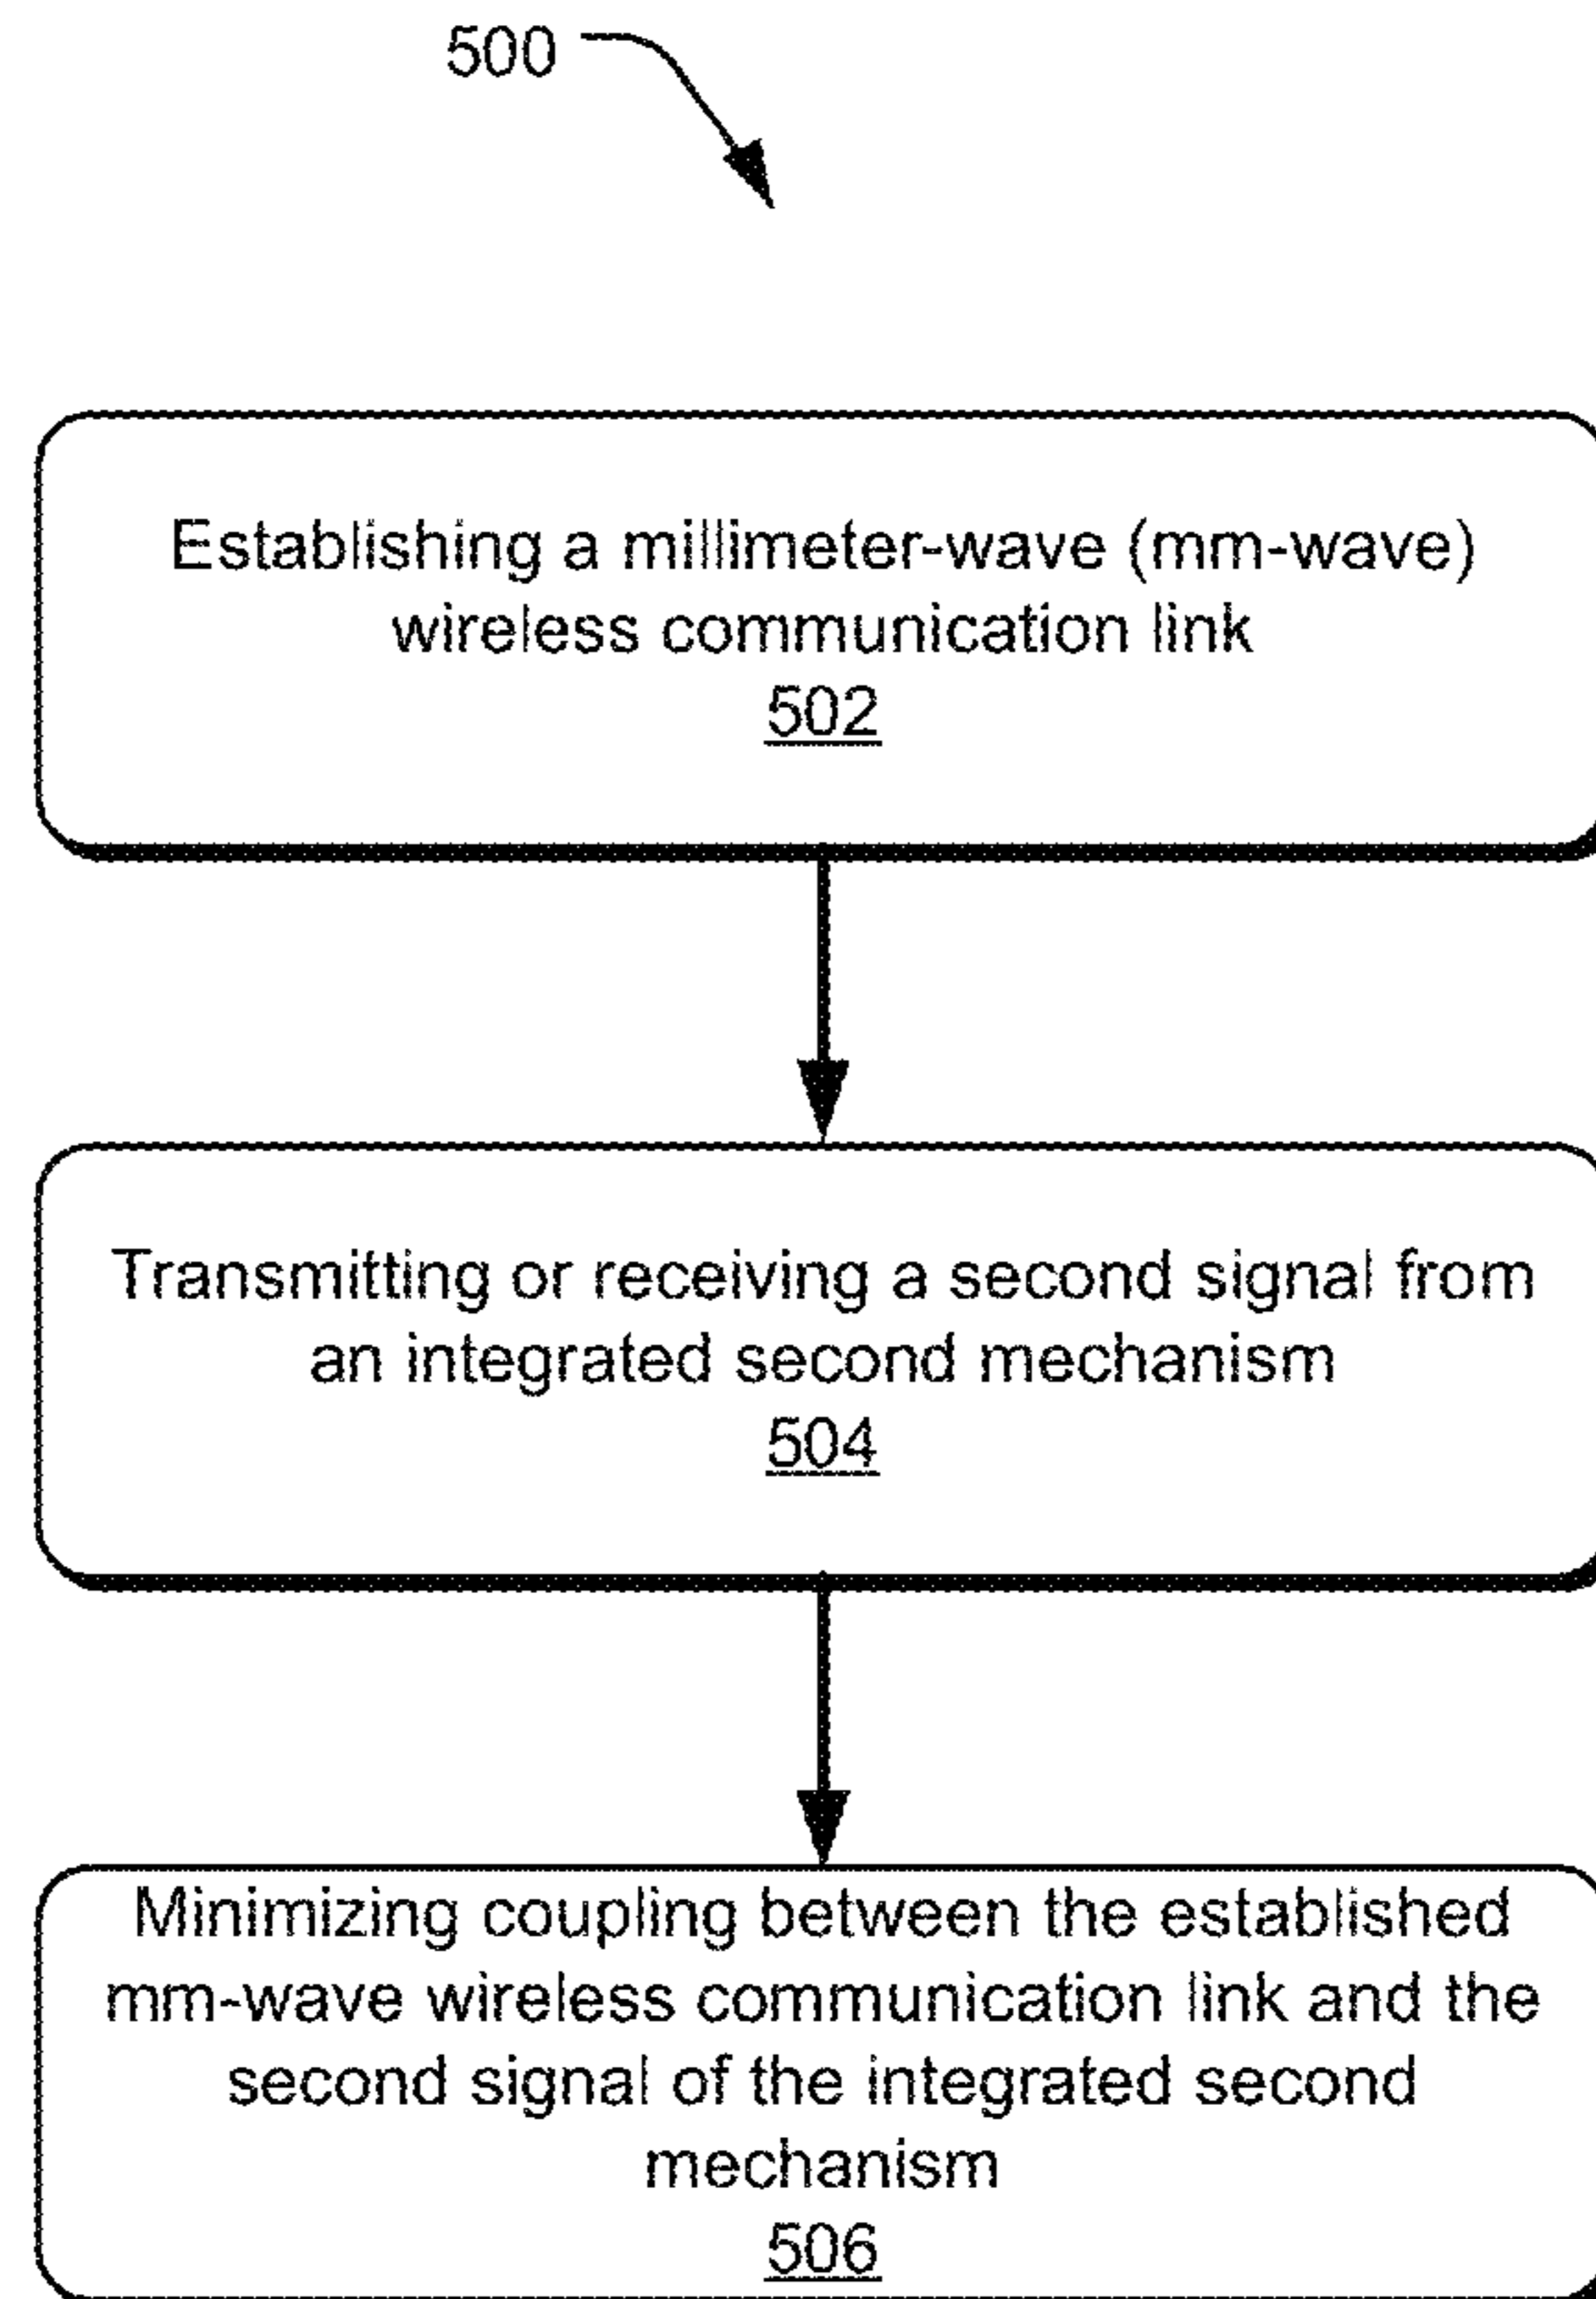 500
Establishing a millimeter-wave (mm-wave)
wireless communication link
502
Transmitting or receiving a second signal from
an integrated second mechanism
504
Minimizing coupling between the established
mm-wave wireless communication link and the
second signal of the integrated second
mechanism
506